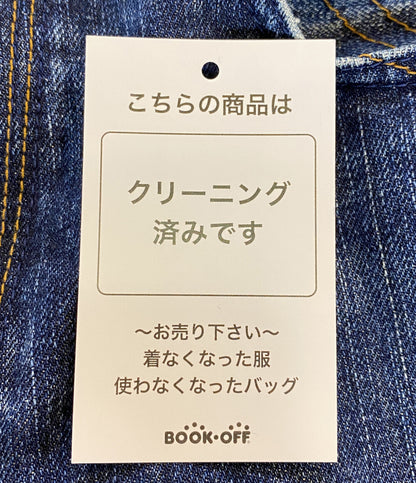 こちらの商品は
クリーニング
済みです
～お売り下さい～
着なくなった服
使わなくなったバッグ
BOOK・OFF